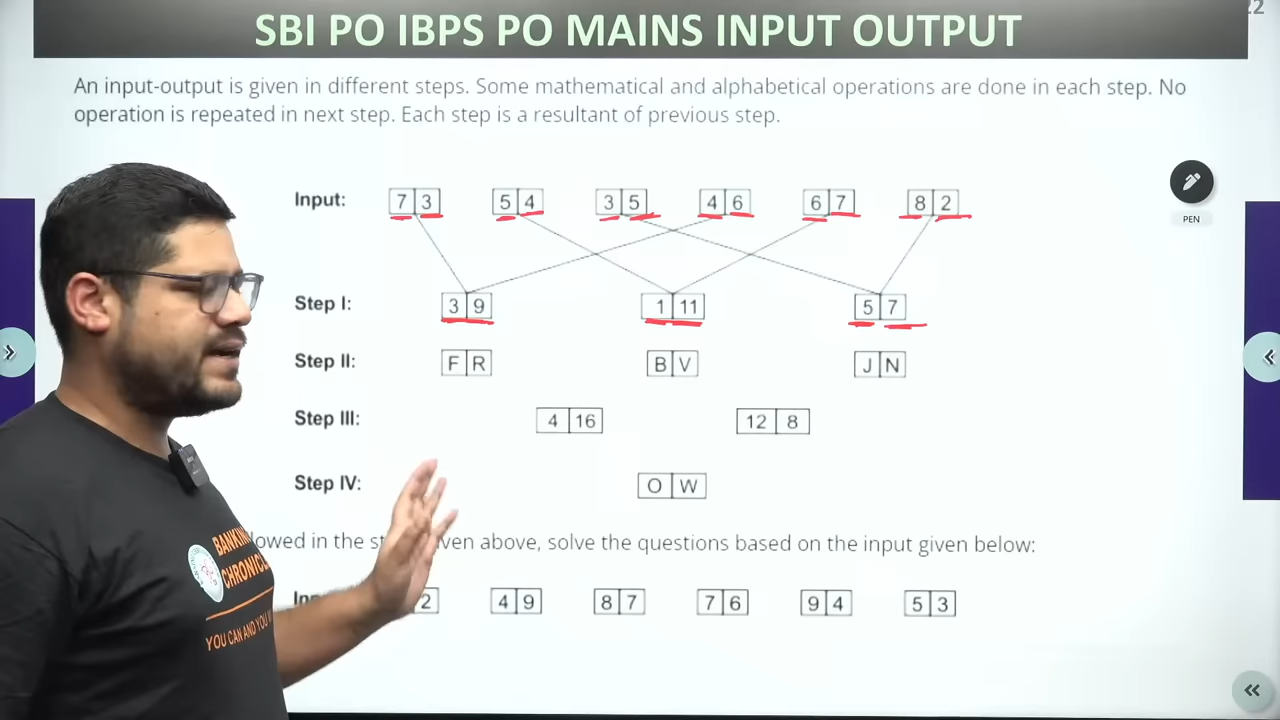 22
SBI PO IBPS PO MAINS INPUT OUTPUT
An input-output is given in different steps. Some mathematical and alphabetical operations are done in each step. No
operation is repeated in next step. Each step is a resultant of previous step.
Input: 7 3 5 4 3 5 4 6 6 7 8 2
PEN
Step I: 3 9 1 11 5 7
Step II: F R B V J N
Step III: 4 16 12 8
Step IV: O W
above, solve the questions based on the input given below:
2 4 9 8 7 7 6 9 4 5 3
BANKING
CHRONICLE
YOU CAN AND YOU